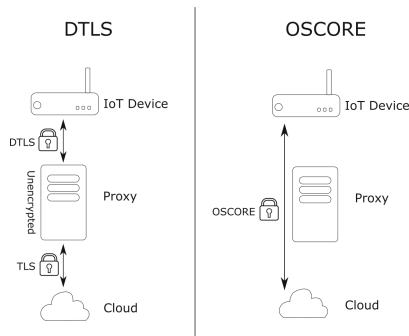 DTLS
IoT Device
DTLS
Unencrypted
Proxy
TLS
Cloud
OSCORE
IoT Device
Proxy
OSCORE
Cloud